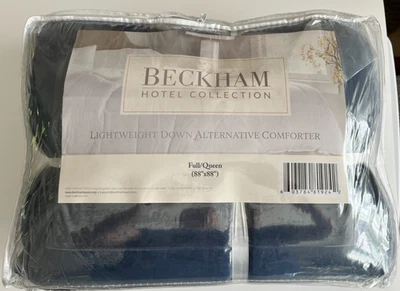 BECKHAM
HOTEL COLLECTION
LIGHTWEIGHT DOWN ALTERNATIVE COMFORTER
Full/Queen
(88"x88")